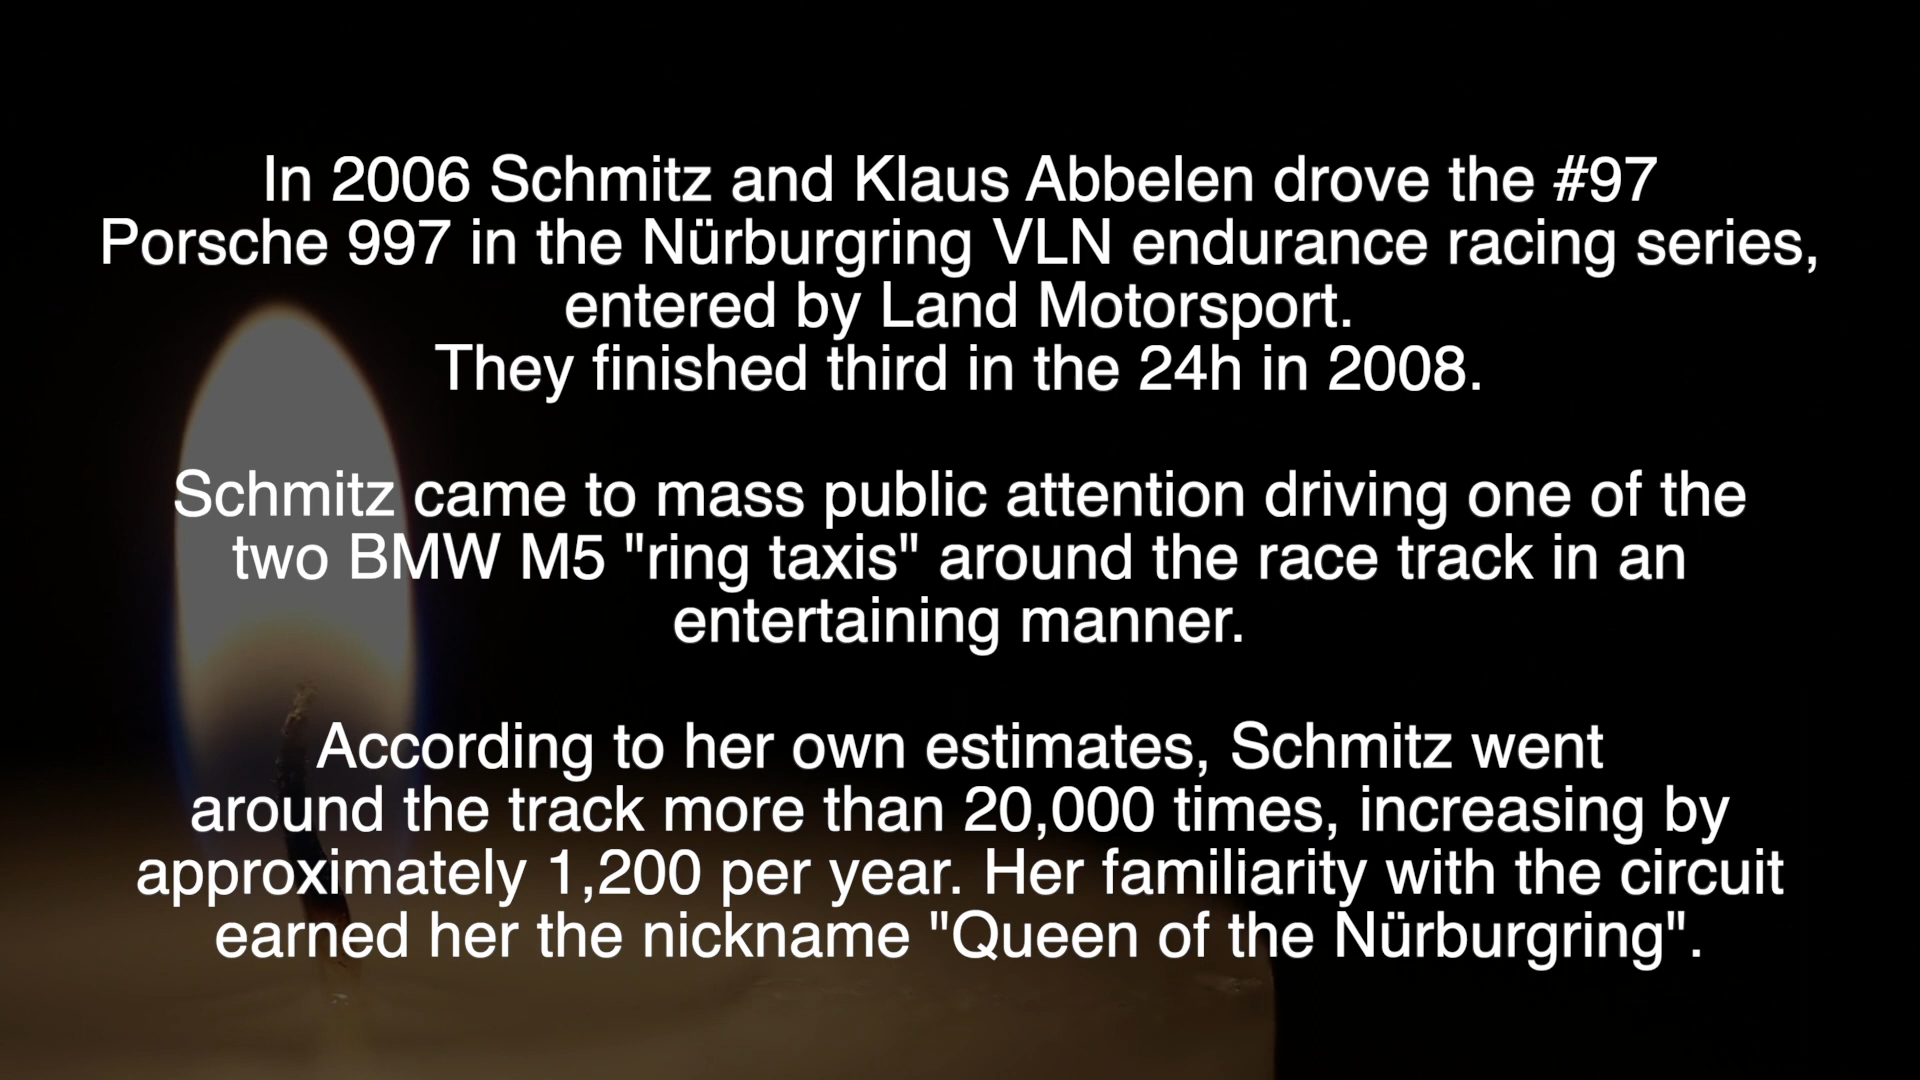 In 2006 Schmitz and Klaus Abbelen drove the #97
Porsche 997 in the Nürburgring VLN endurance racing series,
entered by Land Motorsport.
They finished third in the 24h in 2008.
Schmitz came to mass public attention driving one of the
two BMW M5 "ring taxis" around the race track in an
entertaining manner.
According to her own estimates, Schmitz went
around the track more than 20,000 times, increasing by
approximately 1,200 per year. Her familiarity with the circuit
earned her the nickname "Queen of the Nürburgring".